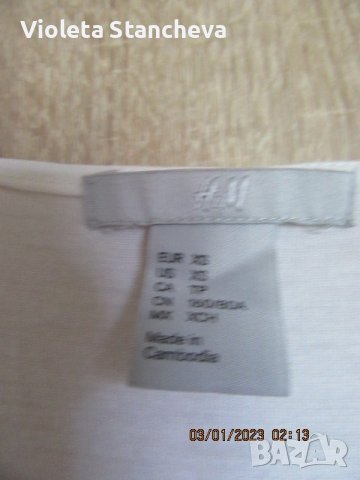 Violeta Stancheva
H&M
EUR XS
US XS
CA TP
CN 160/80A
MX XCH
Made in
Cambodia
03/01/2023 02:13
BAZAR